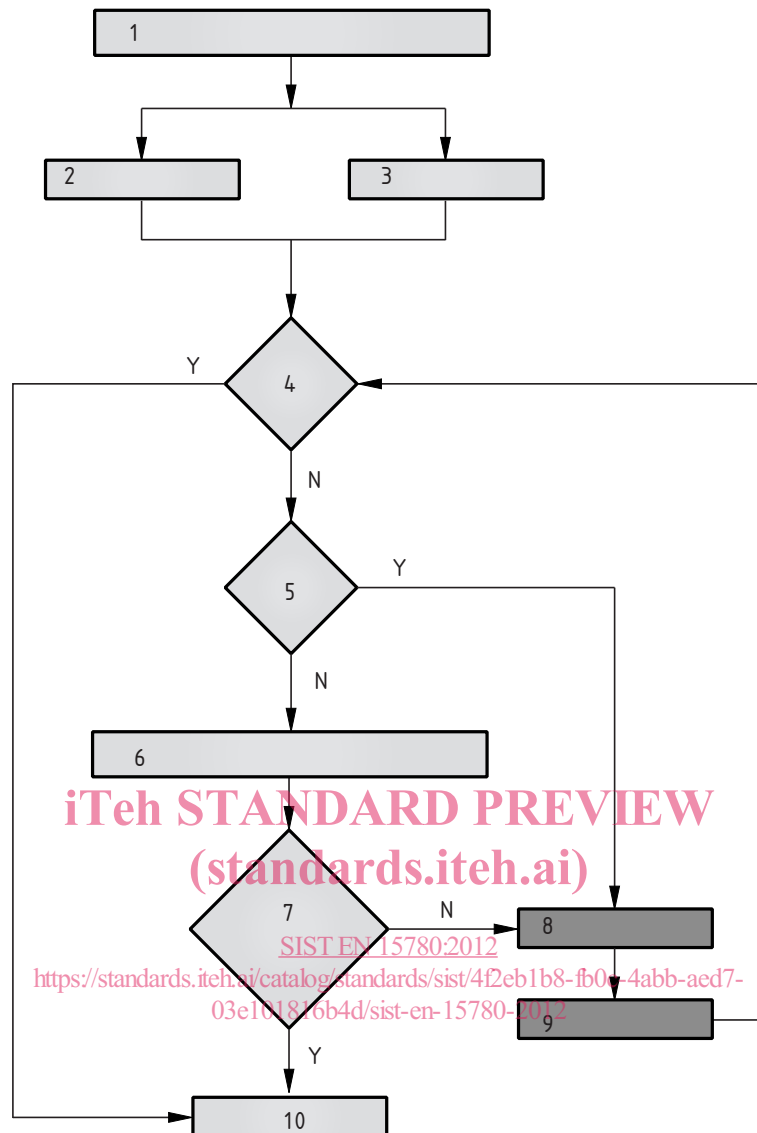 1
2
3
Y
4
N
Y
5
N
6
iTeh STANDARD PREVIEW
(standards.iteh.ai)
7
N
8
SIST EN 15780:2012
https://standards.iteh.ai/catalog/standards/sist/4f2eb1b8-fb0c-4abb-aed7-
03e101816b4d/sist-en-15780-2012
9
Y
10